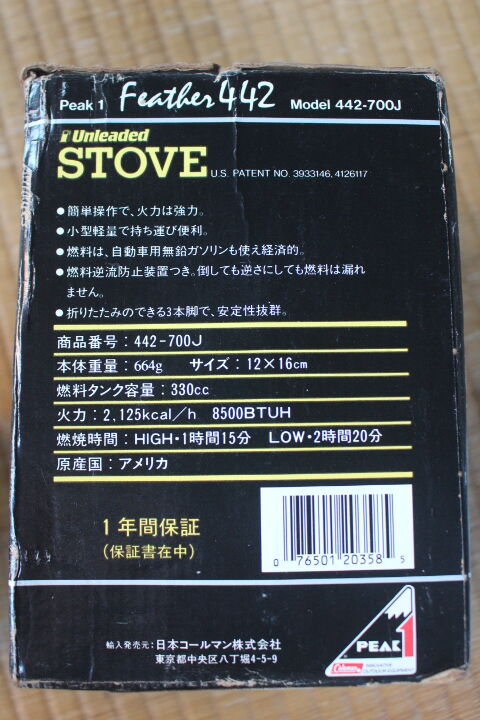 Peak 1 Feather 442 Model 442-700J
Unleaded
STOVE U.S. PATENT NO. 3933146, 4126117
●簡単操作で、火力は強力。
●小型軽量で持ち運び便利。
●燃料は、自動車用無鉛ガソリンも使え経済的。
●燃料逆流防止装置つき。倒しても逆さにしても燃料は漏れ
ません。
●折りたたみのできる3本脚で、安定性抜群。
商品番号：442-700J
本体重量：664g サイズ：12×16cm
燃料タンク容量：330cc
火力：2,125kcal／h 8500BTUH
燃焼時間：HIGH・1時間15分 LOW・2時間20分
原産国：アメリカ
1年間保証
（保証書在中）
0 76501 20358 5
輸入発売元：日本コールマン株式会社
東京都中央区八丁堀4-5-9
PEAK 1
Coleman INNOVATIVE
OUTDOOR EQUIPMENT